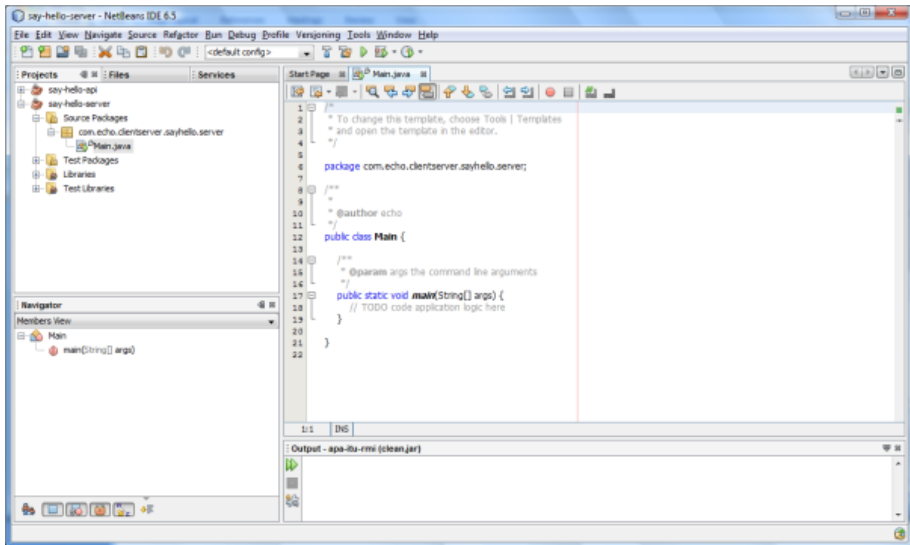 say-hello-server - NetBeans IDE 6.5
File Edit View Navigate Source Refactor Run Debug Profile Versioning Tools Window Help
<default config>
Projects Files Services
say-hello-api
say-hello-server
Source Packages
com.echo.clientserver.sayhello.server
Main.java
Test Packages
Libraries
Test Libraries
Navigator
Members View
Main
main(String[] args)
Start Page Main.java
1 /*
2 * To change this template, choose Tools | Templates
3 * and open the template in the editor.
4 */
5
6 package com.echo.clientserver.sayhello.server;
7
8 /**
9 *
10 * @author echo
11 */
12 public class Main {
13
14 /**
15 * @param args the command line arguments
16 */
17 public static void main(String[] args) {
18 // TODO code application logic here
19 }
20
21 }
22
1:1 INS
Output - apa-itu-rmi (clean,jar)